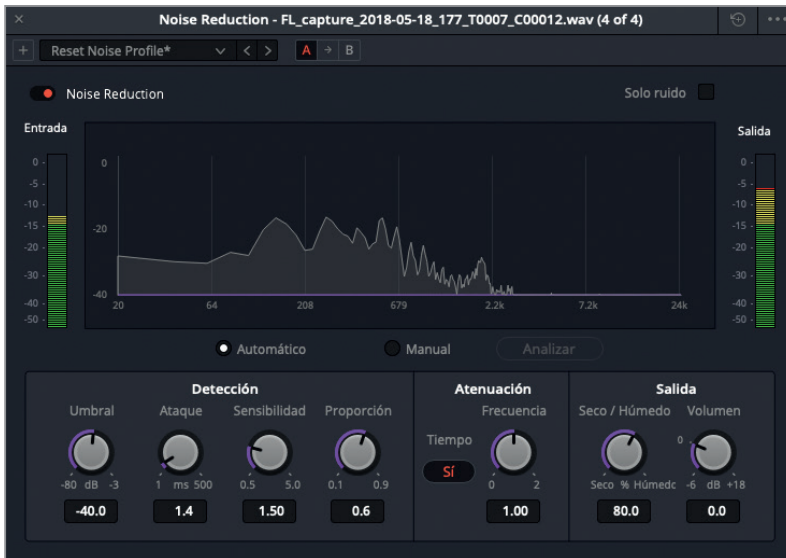 Noise Reduction - FL_capture_2018-05-18_177_T0007_C00012.wav (4 of 4)
Reset Noise Profile*
A
B
Noise Reduction
Solo ruido
Entrada
Salida
0
-5
-10
-15
-20
-30
-40
-50
0
-20
-40
20
64
208
679
2.2k
7.2k
24k
0
-5
-10
-15
-20
-30
-40
-50
Automático
Manual
Analizar
Detección
Umbral
Ataque
Sensibilidad
Proporción
-80 dB -3
1 ms 500
0.5 5.0
0.1 0.9
-40.0
1.4
1.50
0.6
Atenuación
Frecuencia
Tiempo
Sí
0 2
1.00
Salida
Seco / Húmedo
Volumen
0
Seco % Húmedc
-6 dB +18
80.0
0.0